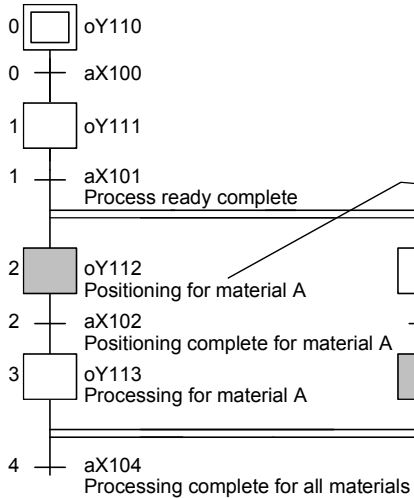 0 oY110
0 aX100
1 oY111
1 aX101
Process ready complete
2 oY112
Positioning for material A
2 aX102
Positioning complete for material A
3 oY113
Processing for material A
4 aX104
Processing complete for all materials